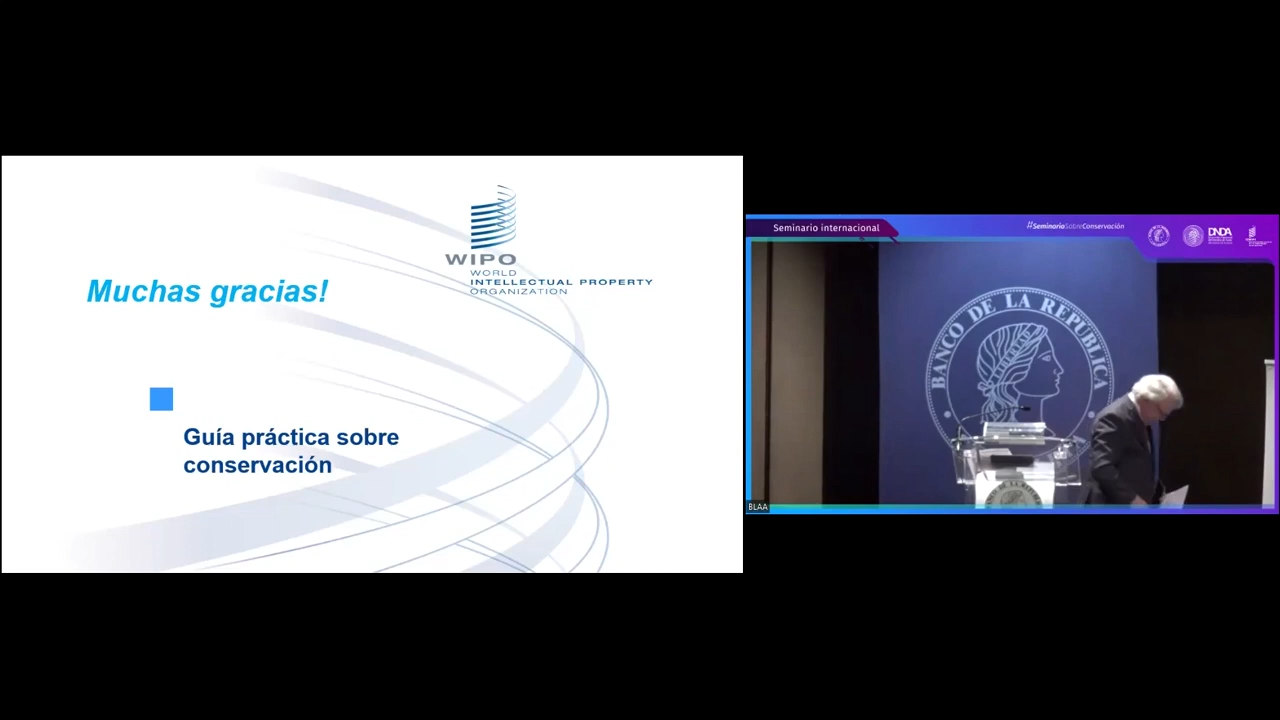 WIPO
WORLD
INTELLECTUAL PROPERTY
ORGANIZATION
Muchas gracias!
Guía práctica sobre
conservación
Seminario internacional
#SeminarioSobreConservación
DNDA
BANCO DE LA REPUBLICA
BLAA